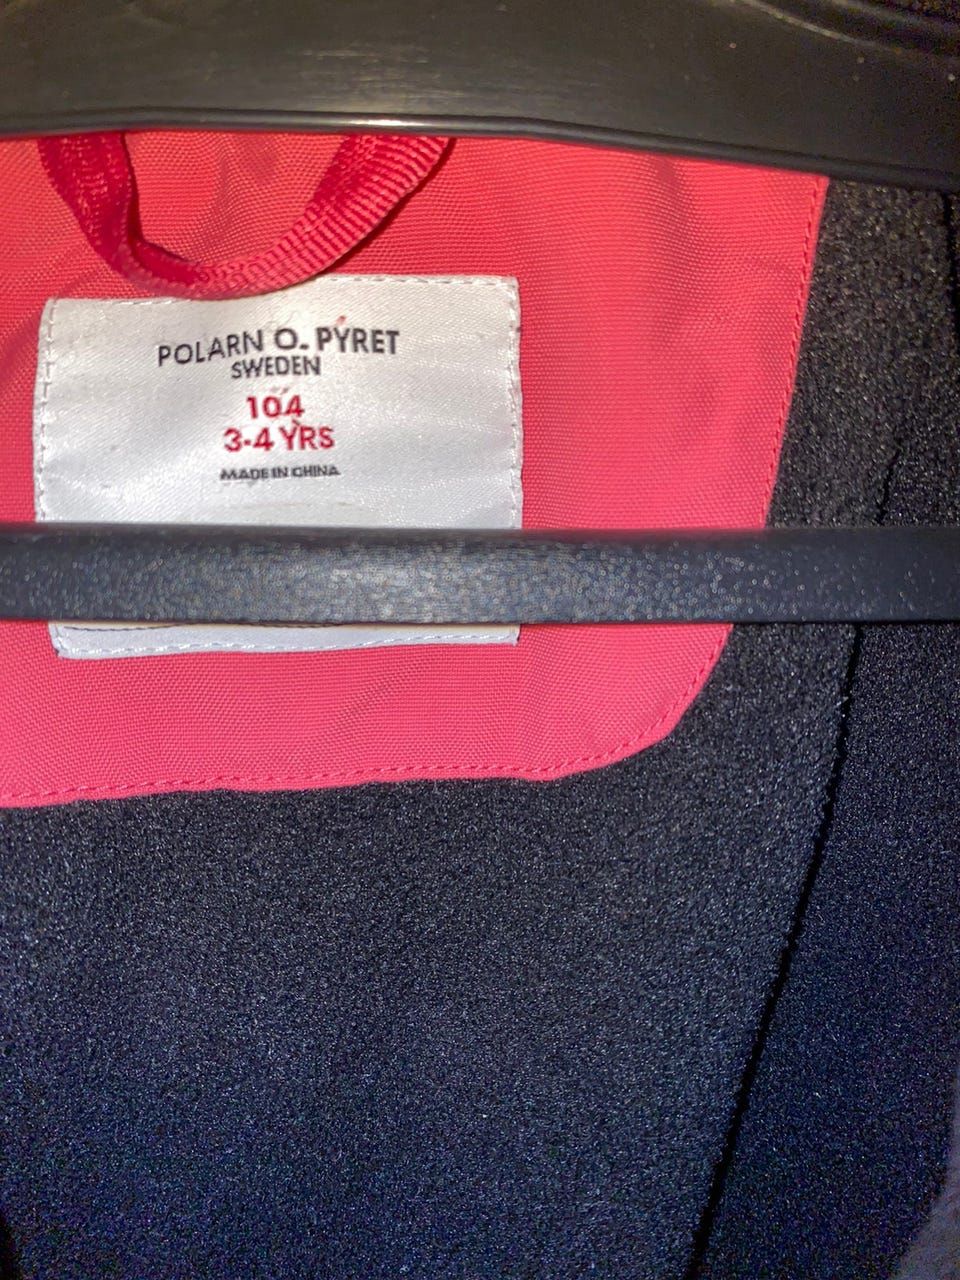 POLARN O. PYRET
SWEDEN
104
3-4 YRS
MADE IN CHINA